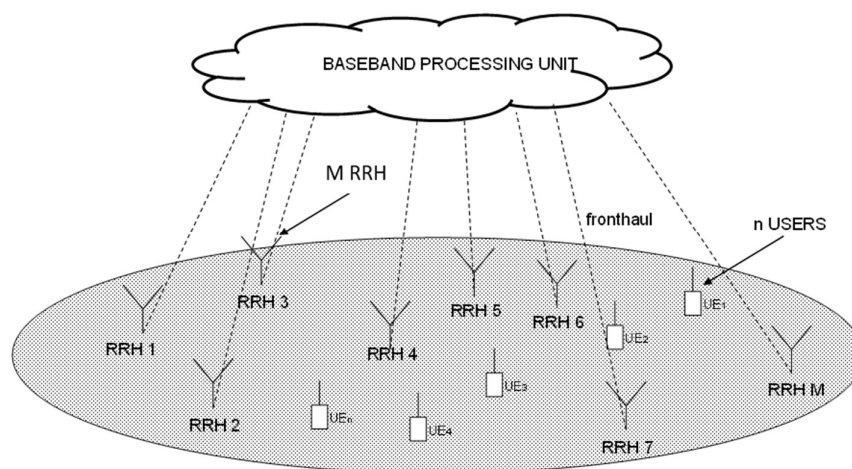 BASEBAND PROCESSING UNIT
M RRH
fronthaul
n USERS
RRH 3
RRH 5
RRH 6
UE₁
RRH 1
RRH 4
UE₂
RRH M
UE₃
RRH 2
UEₙ
UE₄
RRH 7